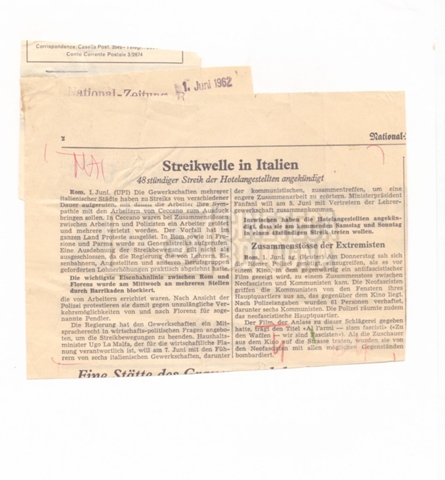 Corrispondenza: Casella Post.
Conto Corrente Postale 2/2674
National-Zeitung
1. Juni 1962
2
National-
Streikwelle in Italien
48stündiger Streik der Hotelangestellten angekündigt
Rom, 1. Juni. (UPI) Die Gewerkschaften mehrerer
italienischer Städte haben zu Streiks von verschiedener
Dauer aufgerufen, in denen die Arbeiter ihre Sym-
pathie mit den Arbeitern von Ceccano zum Ausdruck
bringen sollen. In Ceccano waren bei Zusammenstössen
zwischen Arbeitern und Polizisten ein Arbeiter getötet
und mehrere verletzt worden. Der Vorfall hat im
ganzen Land Proteste ausgelöst. In Rom sowie in
und Parma wurde zu Generalstreiks aufgerufen.
Eine Ausdehnung der Streikbewegung gilt nicht als
ausgeschlossen, da die Regierung die von Lehrern, Ei-
senbahnern, Angestellten und anderen Berufsgruppen
geforderten Lohnerhöhungen praktisch abgelehnt hatte.
Die wichtigste Eisenbahnlinie zwischen Rom und
Florenz wurde am Mittwoch an mehreren Stellen
durch Barrikaden blockiert,
die von Arbeitern errichtet waren. Nach Ansicht der
Polizei protestierten sie damit gegen unzulängliche Ver-
kehrsmöglichkeiten von und nach Florenz für soge-
nannte Pendler.
Die Regierung hat den Gewerkschaften ein Mit-
spracherecht in wirtschafts-politischen Fragen angebo-
ten, um die Streikbewegungen zu beenden. Haushalts-
minister Ugo La Malfa, der für die wirtschaftliche Pla-
nung verantwortlich ist, will am 7. Juni mit den Füh-
rern von sechs italienischen Gewerkschaften, darunter
der kommunistischen, zusammentreffen, um eine
engere Zusammenarbeit zu erörtern. Ministerpräsident
Fanfani will am 8. Juni mit Vertretern der Lehrer-
gewerkschaft zusammenkommen.
Inzwischen haben die Hotelangestellten angekün-
digt, dass sie am kommenden Samstag und Sonntag
treten wollen.
Zusammenstösse der Extremisten
Rom, 1. Juni. am Donnerstag sah sich
die Polizei genötigt einzugreifen, als es vor
einem Kino, in dem gegenwärtig ein antifaschistischer
Film gezeigt wird, zu einem Zusammenstoss zwischen
Neofaschisten und Kommunisten kam. Die Neofaschisten
griffen die Kommunisten von den Fenstern ihres
Hauptquartiers aus an, das gegenüber dem Kino liegt.
Nach Polizeiangaben wurden 61 Personen verhaftet,
darunter sechs Kommunisten. Die Polizei räumte zudem
das neofaschistische Hauptquartier.
Der Film, der Anlass zu dieser Schlägerei gegeben
hatte, trägt den Titel «All'armi — siam fascisti» («Zu
den Waffen — wir sind Faschisten»). Als die Zuschauer
aus dem Kino auf die Strasse traten, wurden sie von
den Neofaschisten mit allen möglichen Gegenständen
bombardiert.
Eine Stätte des